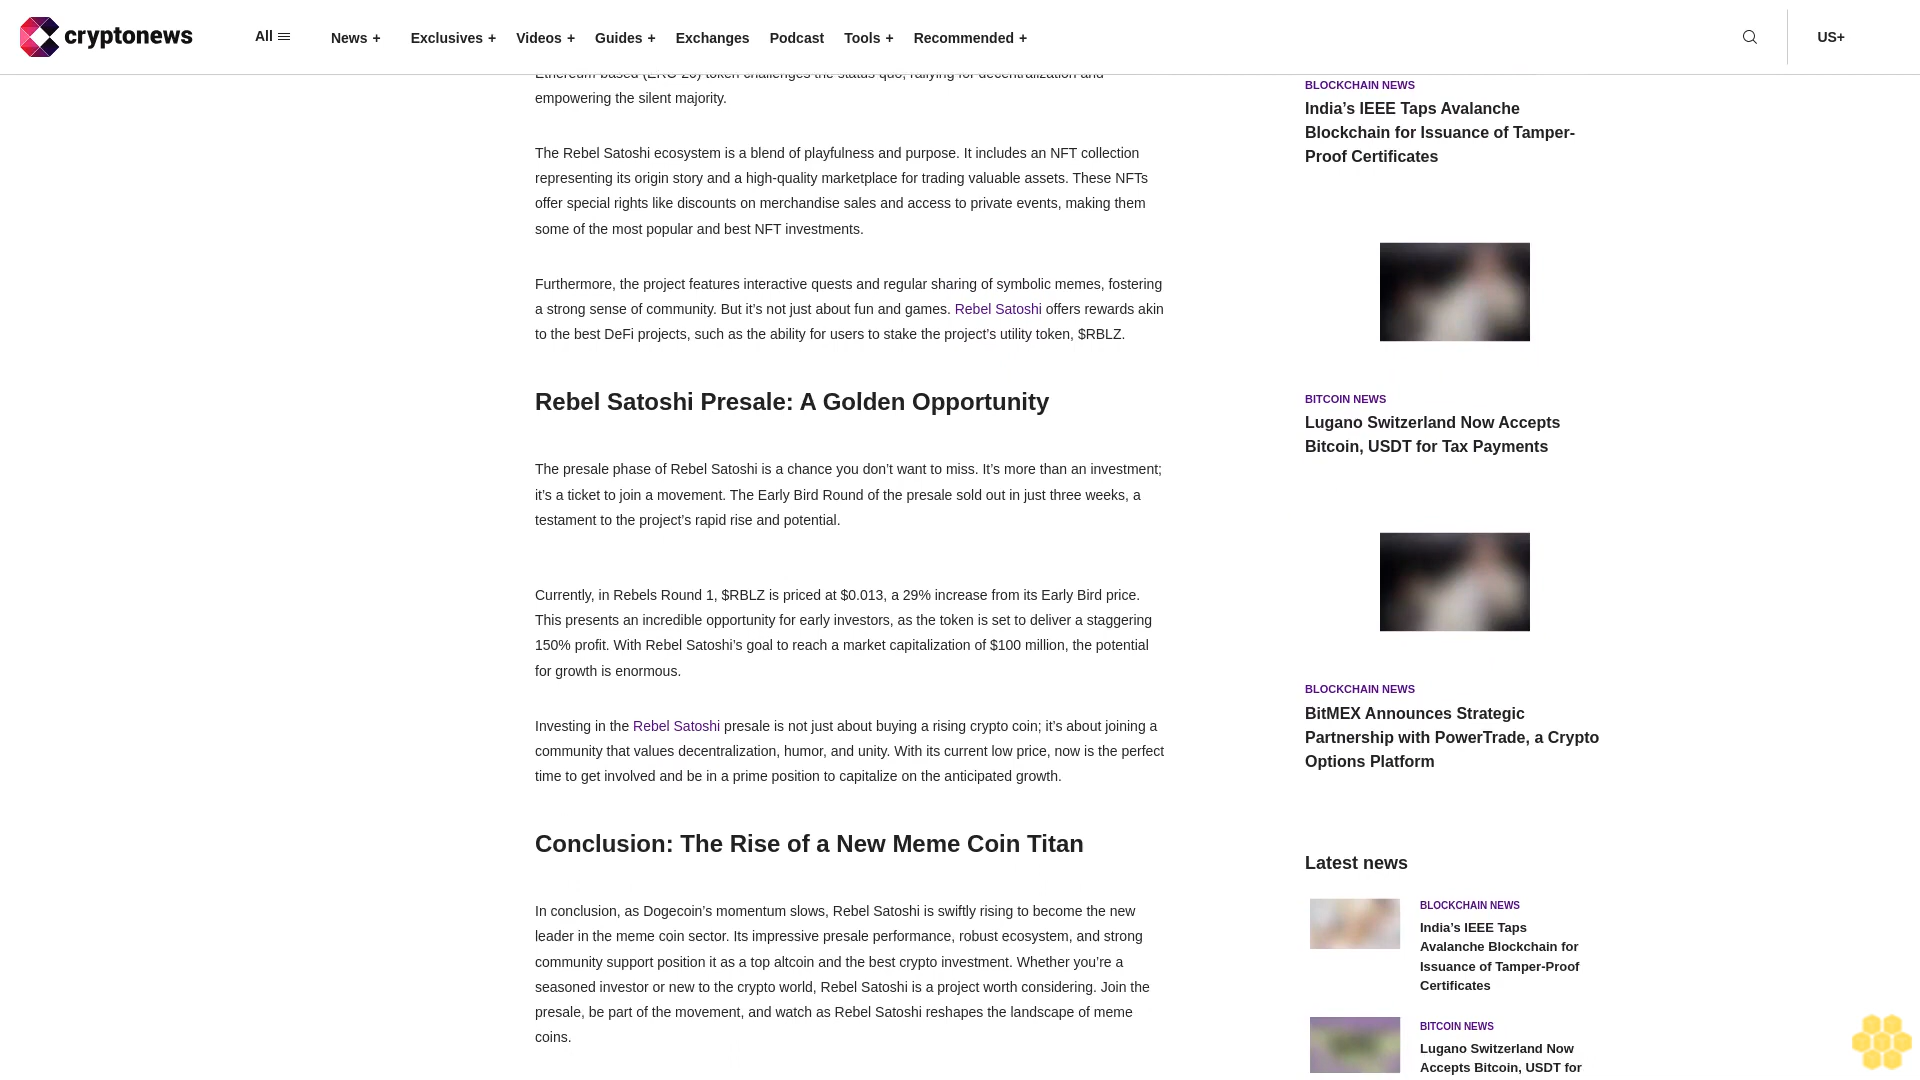 cryptonews
All
News +
Exclusives +
Videos +
Guides +
Exchanges
Podcast
Tools +
Recommended +
US+
Ethereum-based (ERC-20) token challenges the status quo, rallying for decentralization and
empowering the silent majority.
The Rebel Satoshi ecosystem is a blend of playfulness and purpose. It includes an NFT collection
representing its origin story and a high-quality marketplace for trading valuable assets. These NFTs
offer special rights like discounts on merchandise sales and access to private events, making them
some of the most popular and best NFT investments.
Furthermore, the project features interactive quests and regular sharing of symbolic memes, fostering
a strong sense of community. But it’s not just about fun and games. Rebel Satoshi offers rewards akin
to the best DeFi projects, such as the ability for users to stake the project’s utility token, $RBLZ.
Rebel Satoshi Presale: A Golden Opportunity
The presale phase of Rebel Satoshi is a chance you don’t want to miss. It’s more than an investment;
it’s a ticket to join a movement. The Early Bird Round of the presale sold out in just three weeks, a
testament to the project’s rapid rise and potential.
Currently, in Rebels Round 1, $RBLZ is priced at $0.013, a 29% increase from its Early Bird price.
This presents an incredible opportunity for early investors, as the token is set to deliver a staggering
150% profit. With Rebel Satoshi’s goal to reach a market capitalization of $100 million, the potential
for growth is enormous.
Investing in the Rebel Satoshi presale is not just about buying a rising crypto coin; it’s about joining a
community that values decentralization, humor, and unity. With its current low price, now is the perfect
time to get involved and be in a prime position to capitalize on the anticipated growth.
Conclusion: The Rise of a New Meme Coin Titan
In conclusion, as Dogecoin’s momentum slows, Rebel Satoshi is swiftly rising to become the new
leader in the meme coin sector. Its impressive presale performance, robust ecosystem, and strong
community support position it as a top altcoin and the best crypto investment. Whether you’re a
seasoned investor or new to the crypto world, Rebel Satoshi is a project worth considering. Join the
presale, be part of the movement, and watch as Rebel Satoshi reshapes the landscape of meme
coins.
BLOCKCHAIN NEWS
India’s IEEE Taps Avalanche
Blockchain for Issuance of Tamper-
Proof Certificates
BITCOIN NEWS
Lugano Switzerland Now Accepts
Bitcoin, USDT for Tax Payments
BLOCKCHAIN NEWS
BitMEX Announces Strategic
Partnership with PowerTrade, a Crypto
Options Platform
Latest news
BLOCKCHAIN NEWS
India’s IEEE Taps
Avalanche Blockchain for
Issuance of Tamper-Proof
Certificates
BITCOIN NEWS
Lugano Switzerland Now
Accepts Bitcoin, USDT for